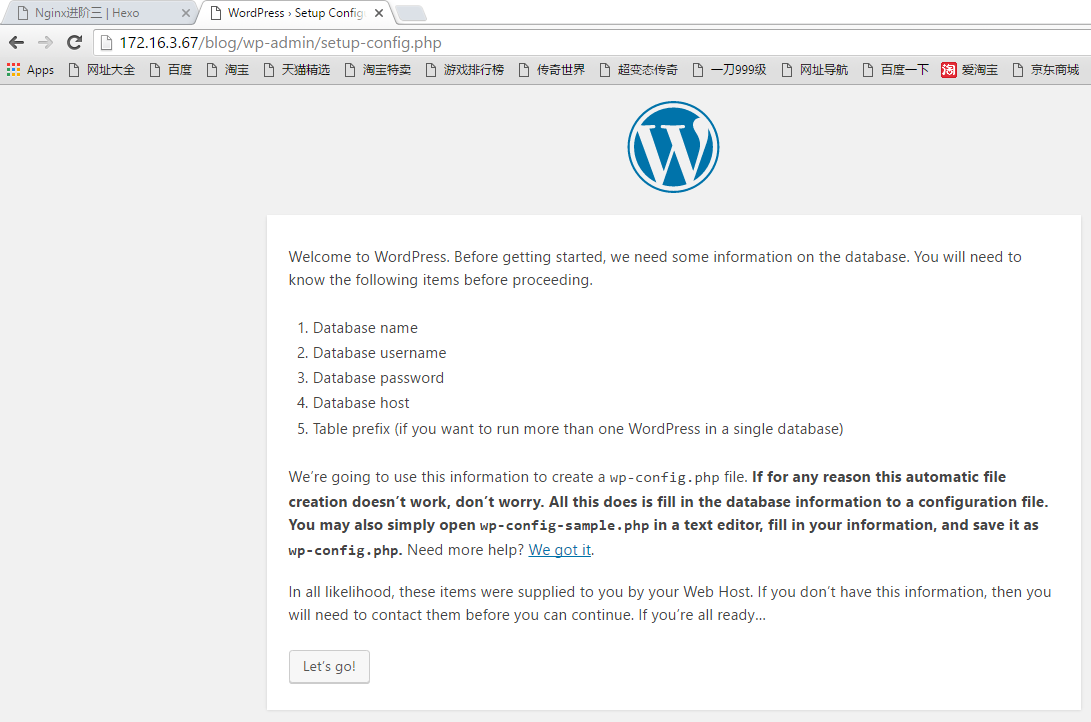 Nginx进阶三 | Hexo
WordPress › Setup Config
172.16.3.67/blog/wp-admin/setup-config.php
Apps 网址大全 百度 淘宝 天猫精选 淘宝特卖 游戏排行榜 传奇世界 超变态传奇 一刀999级 网址导航 百度一下 淘 爱淘宝 京东商城
W
Welcome to WordPress. Before getting started, we need some information on the database. You will need to
know the following items before proceeding.
1. Database name
2. Database username
3. Database password
4. Database host
5. Table prefix (if you want to run more than one WordPress in a single database)
We’re going to use this information to create a wp-config.php file. If for any reason this automatic file
creation doesn’t work, don’t worry. All this does is fill in the database information to a configuration file.
You may also simply open wp-config-sample.php in a text editor, fill in your information, and save it as
wp-config.php. Need more help? We got it.
In all likelihood, these items were supplied to you by your Web Host. If you don’t have this information, then you
will need to contact them before you can continue. If you’re all ready…
Let’s go!